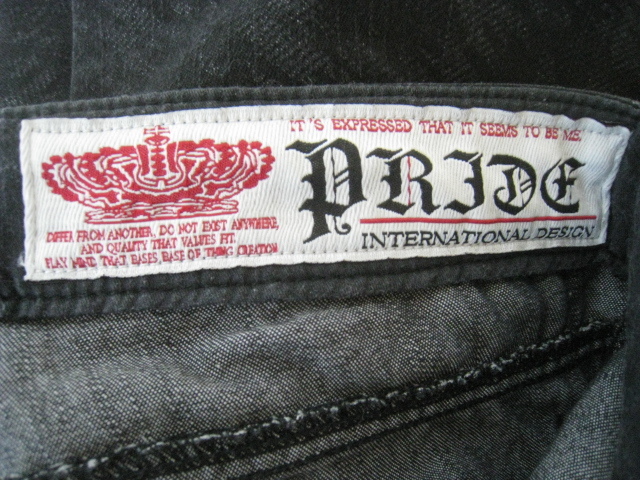 IT'S EXPRESSED THAT IT SEEMS TO BE ME.
PRIDE
INTERNATIONAL DESIGN
DIFFER FROM ANOTHER, DO NOT EXIST ANYWHERE,
AND QUALITY THAT VALUES FIT.
PLAY MIND THAT BASES, BASE OF THING CREATION